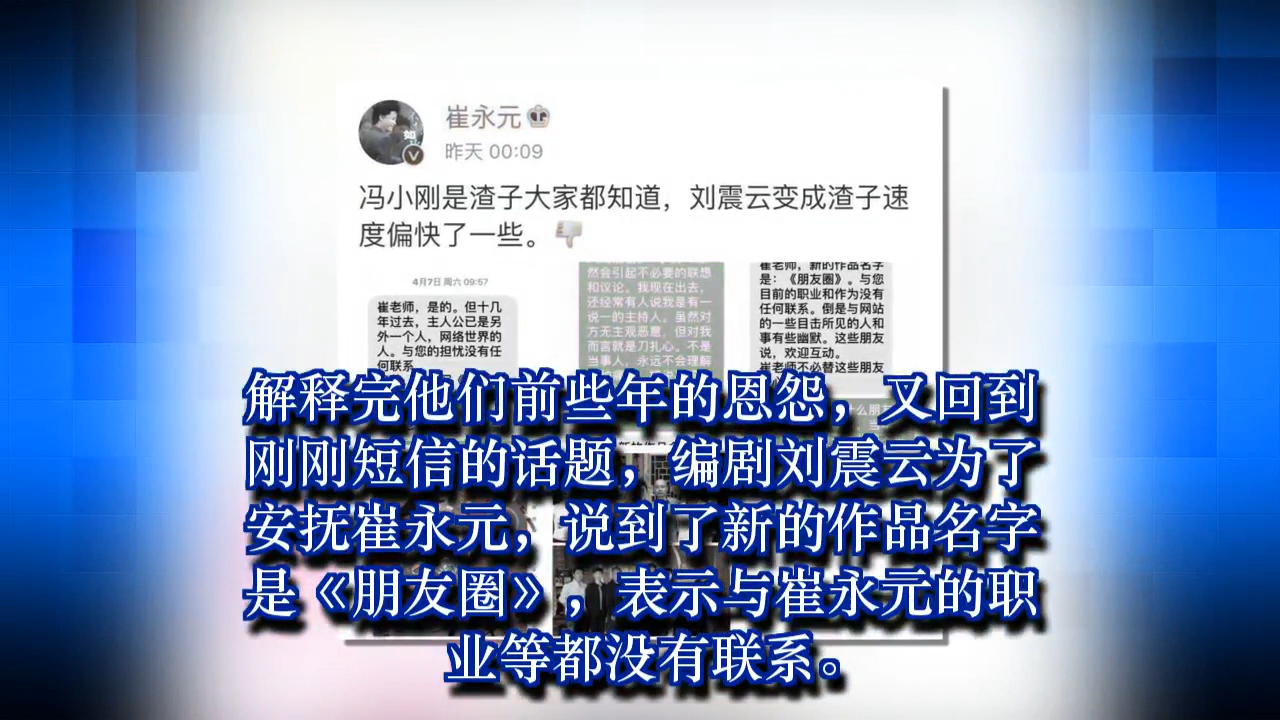 崔永元
昨天 00:09
冯小刚是渣子大家都知道，刘震云变成渣子速
度偏快了一些。
4月7日 周六 09:57
崔老师，是的。但十几
年过去，主人公已是另
外一个人，网络世界的
人。与您的担忧没有任
何联系
然会引起不必要的联想
和议论。我现在出去，
还经常有人说我是有一
说一的主持人。虽然对
方无主观恶意，但对我
而言就是刀扎心。不是
当事人，永远不会理解
崔老师，新的作品名字
是：《朋友圈》。与您
目前的职业和作为没有
任何联系。倒是与网站
的一些目击所见的人和
事有些幽默。这些朋友
说，欢迎互动。
崔老师不必替这些朋友
解释完他们前些年的恩怨，又回到
刚刚短信的话题，编剧刘震云为了
安抚崔永元，说到了新的作品名字
是《朋友圈》，表示与崔永元的职
业等都没有联系。